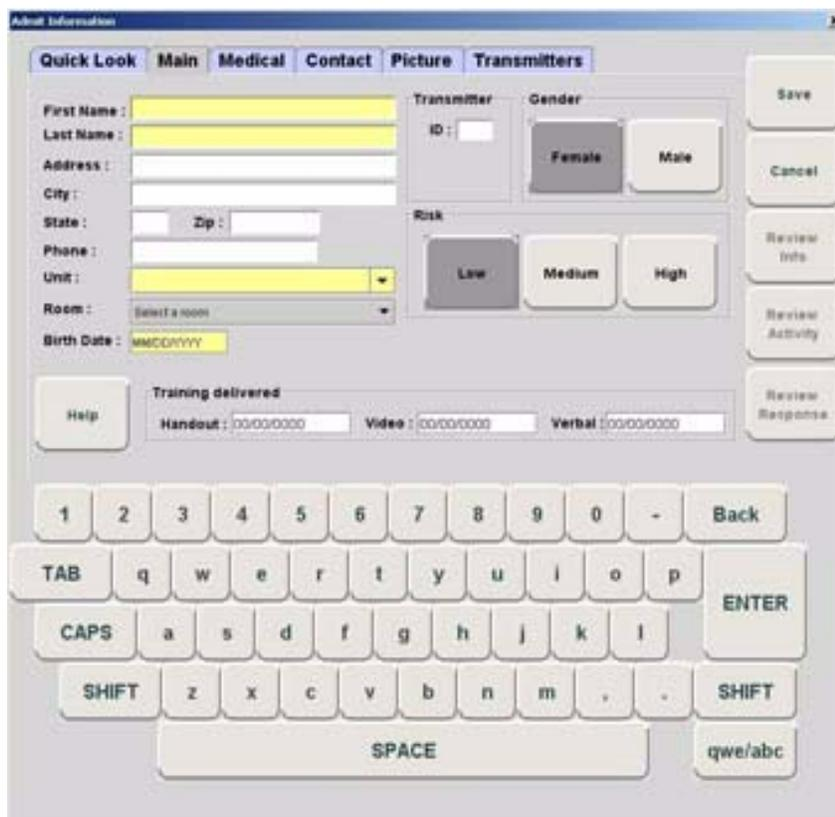 Admit Information
Quick Look Main Medical Contact Picture Transmitters
First Name :
Last Name :
Address :
City :
State : Zip :
Phone :
Unit :
Room : Select a room
Birth Date : MM/DD/YYYY
Transmitter
ID :
Gender
Female Male
Risk
Low Medium High
Save
Cancel
Review Info
Review Activity
Review Response
Help
Training delivered
Handout : 00/00/0000 Video : 00/00/0000 Verbal : 00/00/0000
1 2 3 4 5 6 7 8 9 0 - Back
TAB q w e r t y u i o p
ENTER
CAPS a s d f g h j k l
SHIFT z x c v b n m , . SHIFT
SPACE qwe/abc